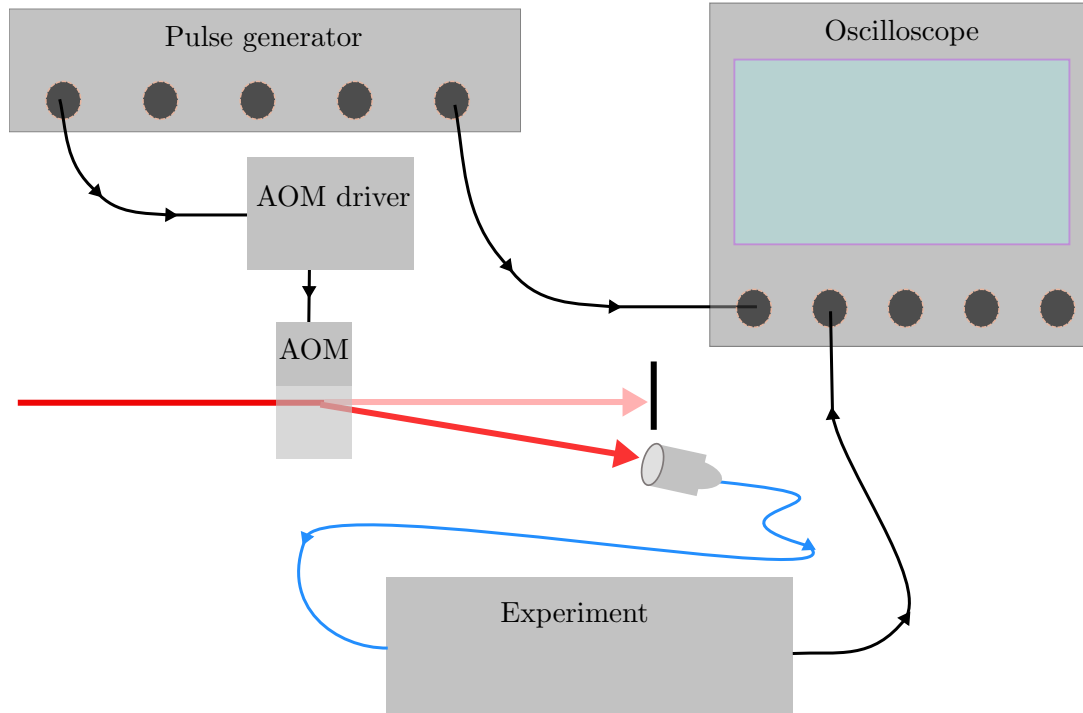 Pulse generator
Oscilloscope
AOM driver
AOM
Experiment